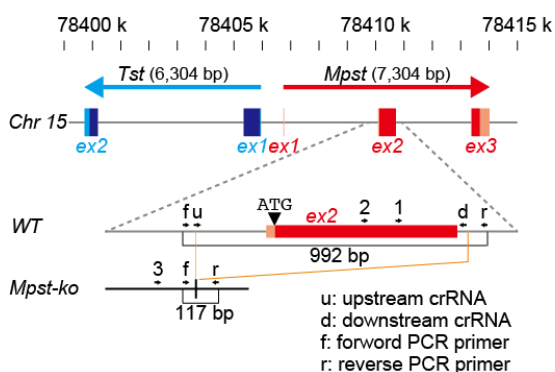 78400 k 78405 k 78410 k 78415 k
Tst (6,304 bp) Mpst (7,304 bp)
Chr 15
ex2 ex1 ex1 ex2 ex3
ATG
f u ex2 2 1 d r
WT
992 bp
3 f r
Mpst-ko
117 bp
u: upstream crRNA
d: downstream crRNA
f: forword PCR primer
r: reverse PCR primer